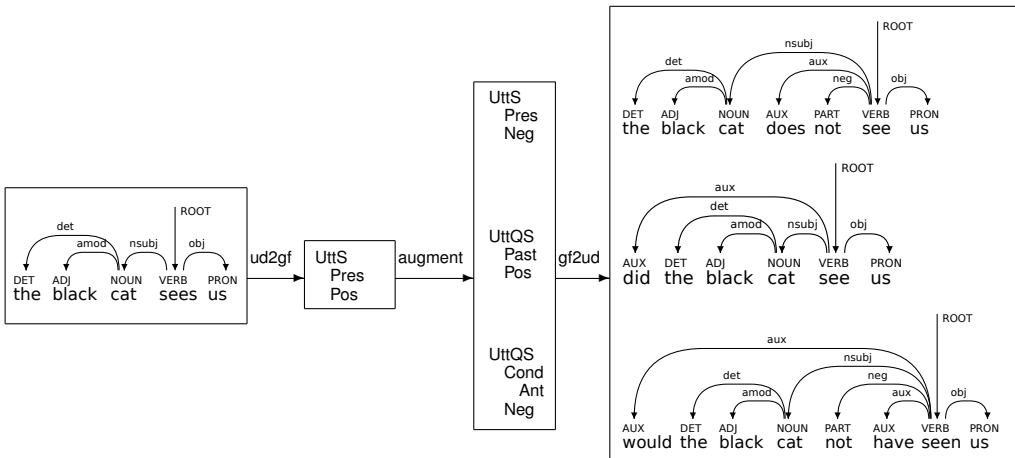 ROOT
det
amod
nsubj
obj
DET ADJ NOUN VERB PRON
the black cat sees us
ud2gf
UttS
Pres
Pos
augment
UttS
Pres
Neg
UttQS
Past
Pos
UttQS
Cond
Ant
Neg
gf2ud
ROOT
nsubj
det
aux
amod
neg
obj
DET ADJ NOUN AUX PART VERB PRON
the black cat does not see us
ROOT
aux
det
amod
nsubj
obj
AUX DET ADJ NOUN VERB PRON
did the black cat see us
ROOT
aux
nsubj
det
neg
amod
aux
obj
AUX DET ADJ NOUN PART AUX VERB PRON
would the black cat not have seen us